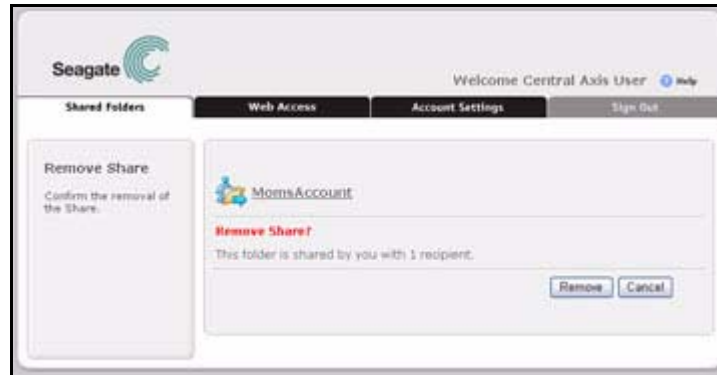 Seagate
Welcome Central Axis User
Help
Shared Folders
Web Access
Account Settings
Sign Out
Remove Share
Confirm the removal of
the Share.
MomsAccount
Remove Share?
This folder is shared by you with 1 recipient.
Remove
Cancel